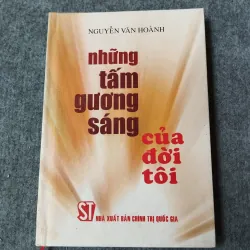 NGUYỄN VĂN HOÀNH
những
tấm
gương
sáng
của
đời
tôi
ST NHÀ XUẤT BẢN CHÍNH TRỊ QUỐC GIA